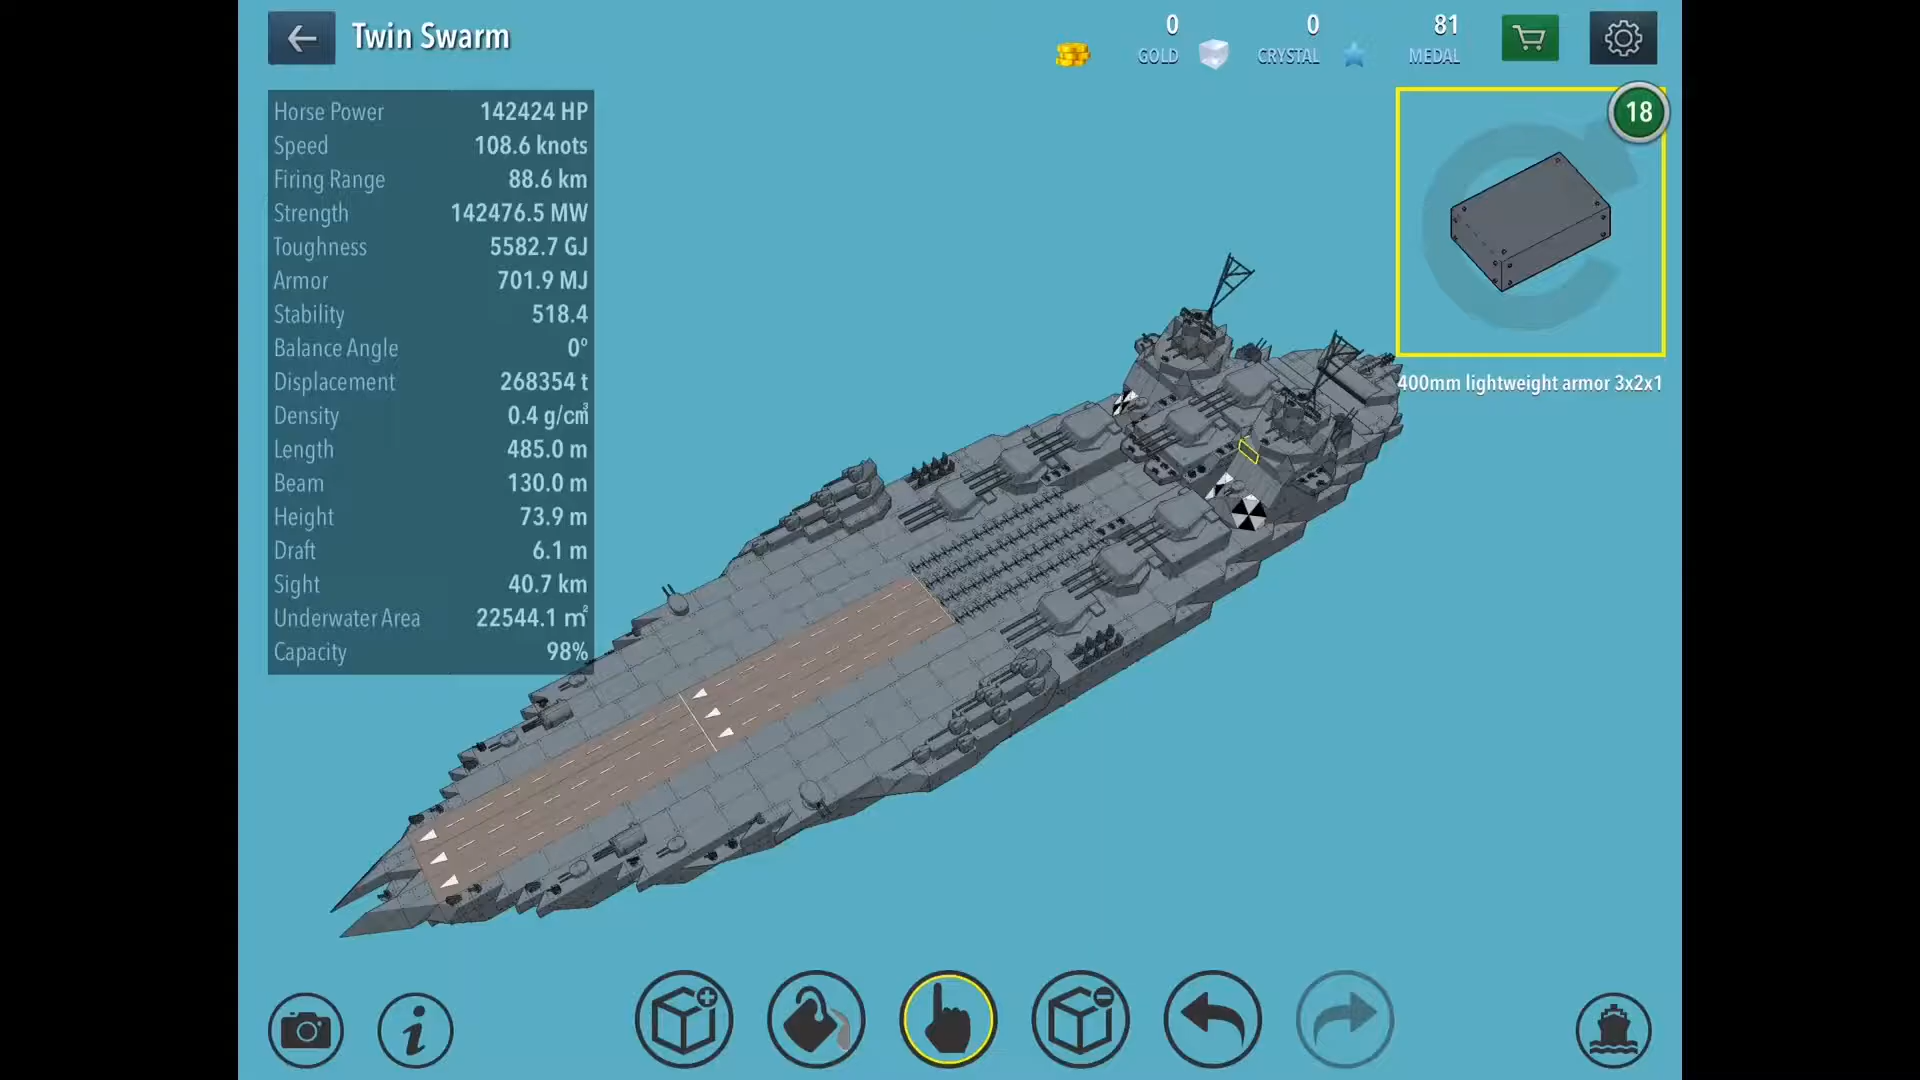 Twin Swarm
0
GOLD
0
CRYSTAL
81
MEDAL
Horse Power 142424 HP
Speed 108.6 knots
Firing Range 88.6 km
Strength 142476.5 MW
Toughness 5582.7 GJ
Armor 701.9 MJ
Stability 518.4
Balance Angle 0°
Displacement 268354 t
Density 0.4 g/cm³
Length 485.0 m
Beam 130.0 m
Height 73.9 m
Draft 6.1 m
Sight 40.7 km
Underwater Area 22544.1 m²
Capacity 98%
18
400mm lightweight armor 3x2x1